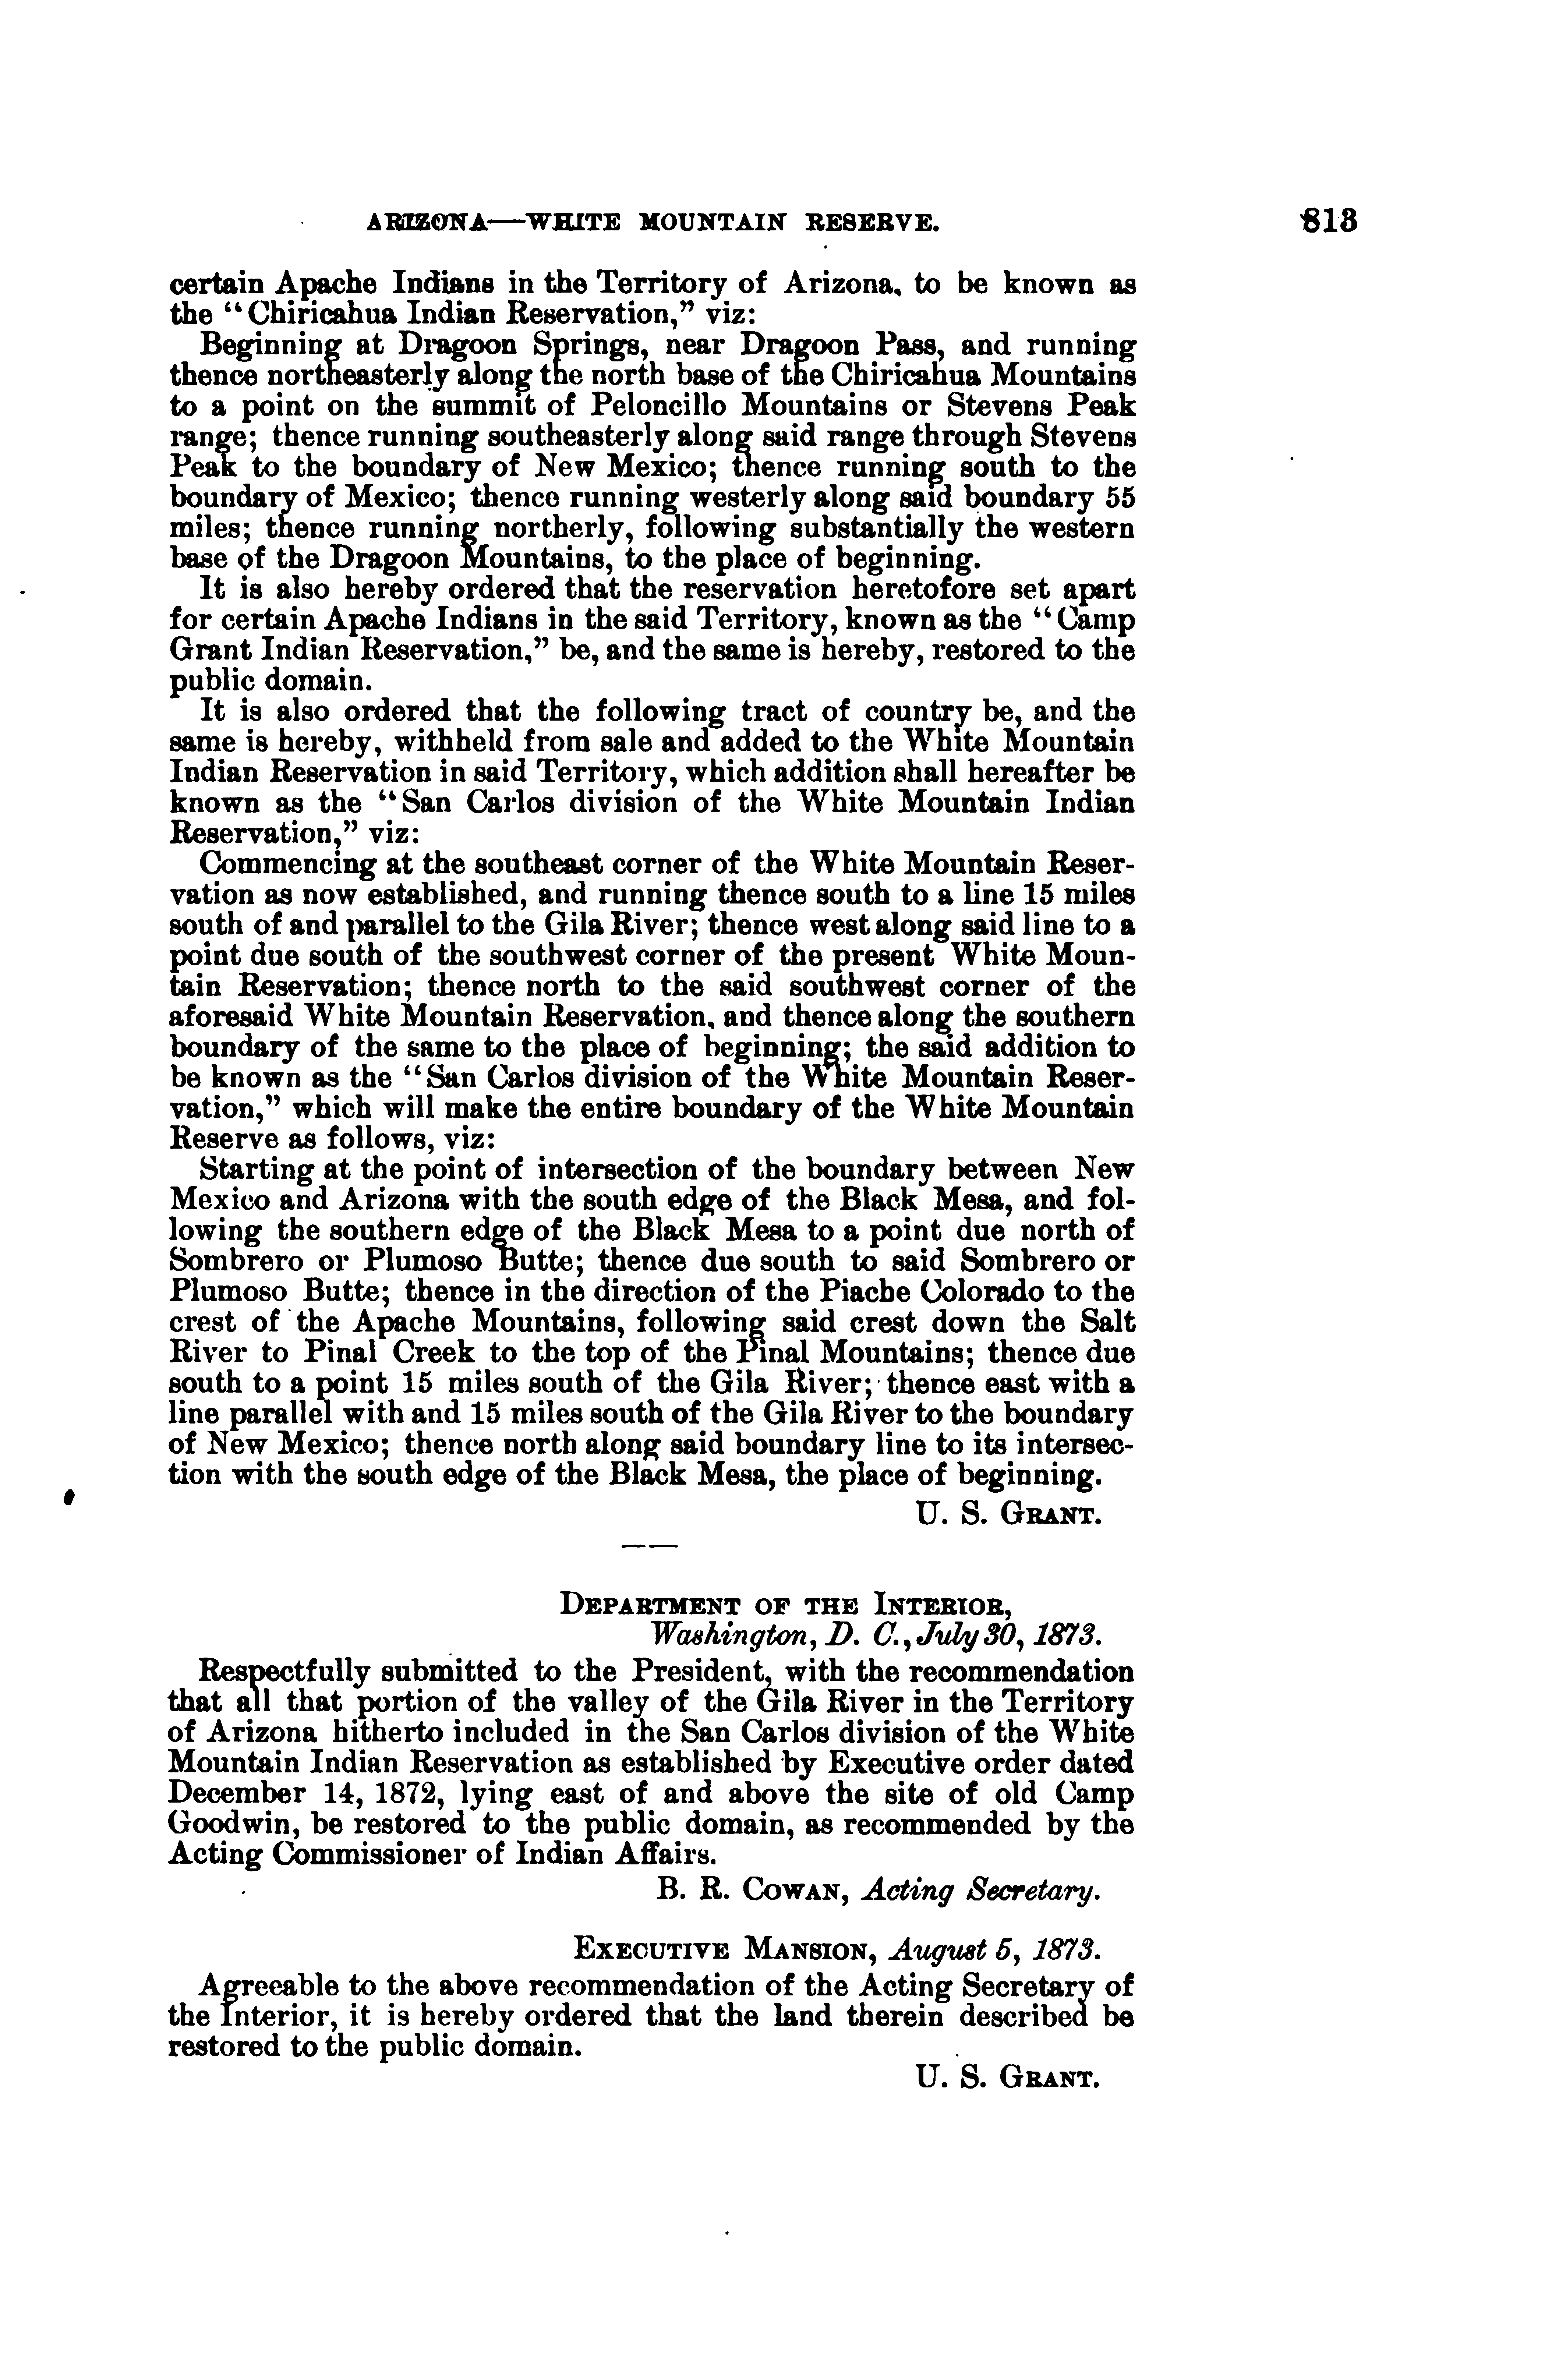 ARIZONA—WHITE MOUNTAIN RESERVE. 813
certain Apache Indians in the Territory of Arizona, to be known as
the "Chiricahua Indian Reservation," viz:
Beginning at Dragoon Springs, near Dragoon Pass, and running
thence northeasterly along the north base of the Chiricahua Mountains
to a point on the summit of Peloncillo Mountains or Stevens Peak
range; thence running southeasterly along said range through Stevens
Peak to the boundary of New Mexico; thence running south to the
boundary of Mexico; thence running westerly along said boundary 55
miles; thence running northerly, following substantially the western
base of the Dragoon Mountains, to the place of beginning.
It is also hereby ordered that the reservation heretofore set apart
for certain Apache Indians in the said Territory, known as the "Camp
Grant Indian Reservation," be, and the same is hereby, restored to the
public domain.
It is also ordered that the following tract of country be, and the
same is hereby, withheld from sale and added to the White Mountain
Indian Reservation in said Territory, which addition shall hereafter be
known as the "San Carlos division of the White Mountain Indian
Reservation," viz:
Commencing at the southeast corner of the White Mountain Reser-
vation as now established, and running thence south to a line 15 miles
south of and parallel to the Gila River; thence west along said line to a
point due south of the southwest corner of the present White Moun-
tain Reservation; thence north to the said southwest corner of the
aforesaid White Mountain Reservation, and thence along the southern
boundary of the same to the place of beginning; the said addition to
be known as the "San Carlos division of the White Mountain Reser-
vation," which will make the entire boundary of the White Mountain
Reserve as follows, viz:
Starting at the point of intersection of the boundary between New
Mexico and Arizona with the south edge of the Black Mesa, and fol-
lowing the southern edge of the Black Mesa to a point due north of
Sombrero or Plumoso Butte; thence due south to said Sombrero or
Plumoso Butte; thence in the direction of the Piache Colorado to the
crest of the Apache Mountains, following said crest down the Salt
River to Pinal Creek to the top of the Pinal Mountains; thence due
south to a point 15 miles south of the Gila River; thence east with a
line parallel with and 15 miles south of the Gila River to the boundary
of New Mexico; thence north along said boundary line to its intersec-
tion with the south edge of the Black Mesa, the place of beginning.
U. S. GRANT.
DEPARTMENT OF THE INTERIOR,
Washington, D. C., July 30, 1873.
Respectfully submitted to the President, with the recommendation
that all that portion of the valley of the Gila River in the Territory
of Arizona hitherto included in the San Carlos division of the White
Mountain Indian Reservation as established by Executive order dated
December 14, 1872, lying east of and above the site of old Camp
Goodwin, be restored to the public domain, as recommended by the
Acting Commissioner of Indian Affairs.
B. R. COWAN, Acting Secretary.
EXECUTIVE MANSION, August 5, 1873.
Agreeable to the above recommendation of the Acting Secretary of
the Interior, it is hereby ordered that the land therein described be
restored to the public domain.
U. S. GRANT.